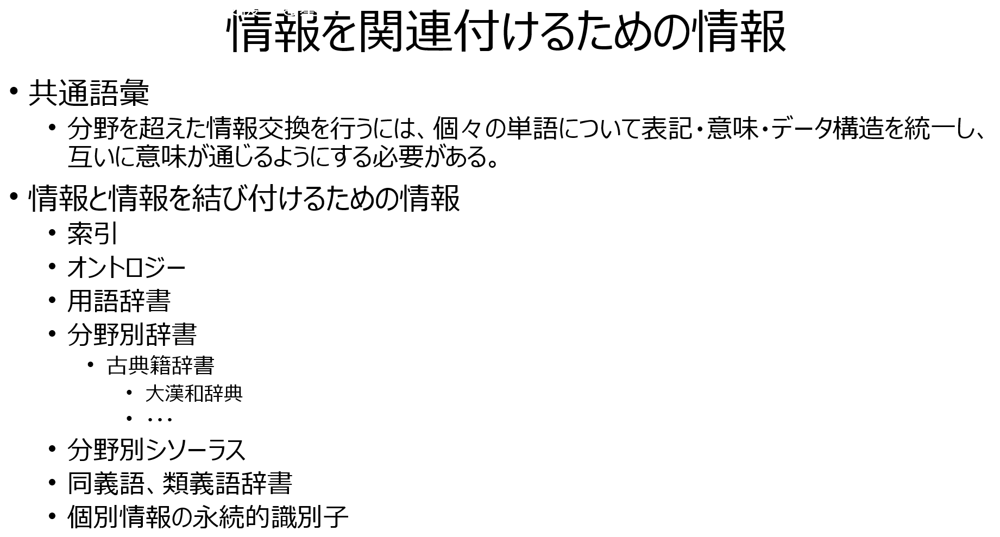 情報を関連付けるための情報
• 共通語彙
• 分野を超えた情報交換を行うには、個々の単語について表記・意味・データ構造を統一し、
互いに意味が通じるようにする必要がある。
• 情報と情報を結び付けるための情報
• 索引
• オントロジー
• 用語辞書
• 分野別辞書
• 古典籍辞書
• 大漢和辞典
• ・・・
• 分野別シソーラス
• 同義語、類義語辞書
• 個別情報の永続的識別子